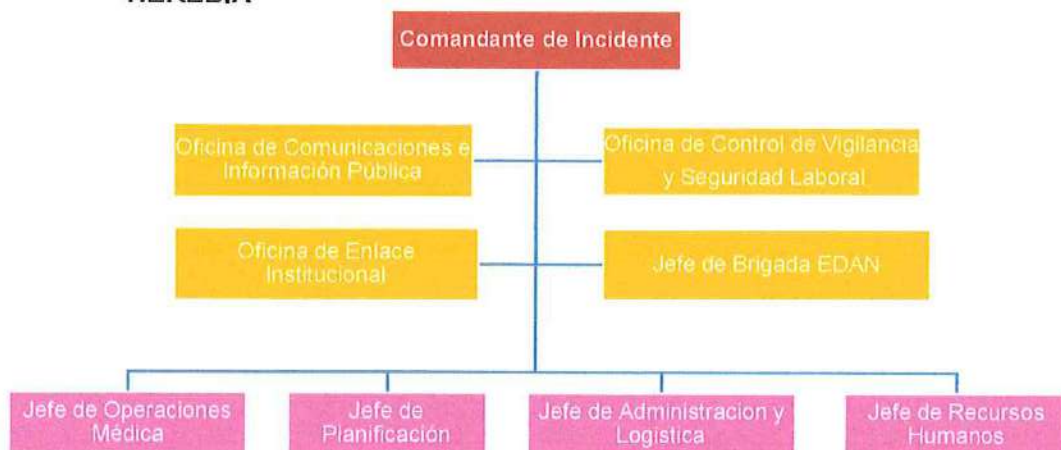 Comandante de Incidente
Oficina de Comunicaciones e
Información Pública
Oficina de Control de Vigilancia
y Seguridad Laboral
Oficina de Enlace
Institucional
Jefe de Brigada EDAN
Jefe de Operaciones
Médica
Jefe de
Planificación
Jefe de Administracion y
Logistica
Jefe de Recursos
Humanos